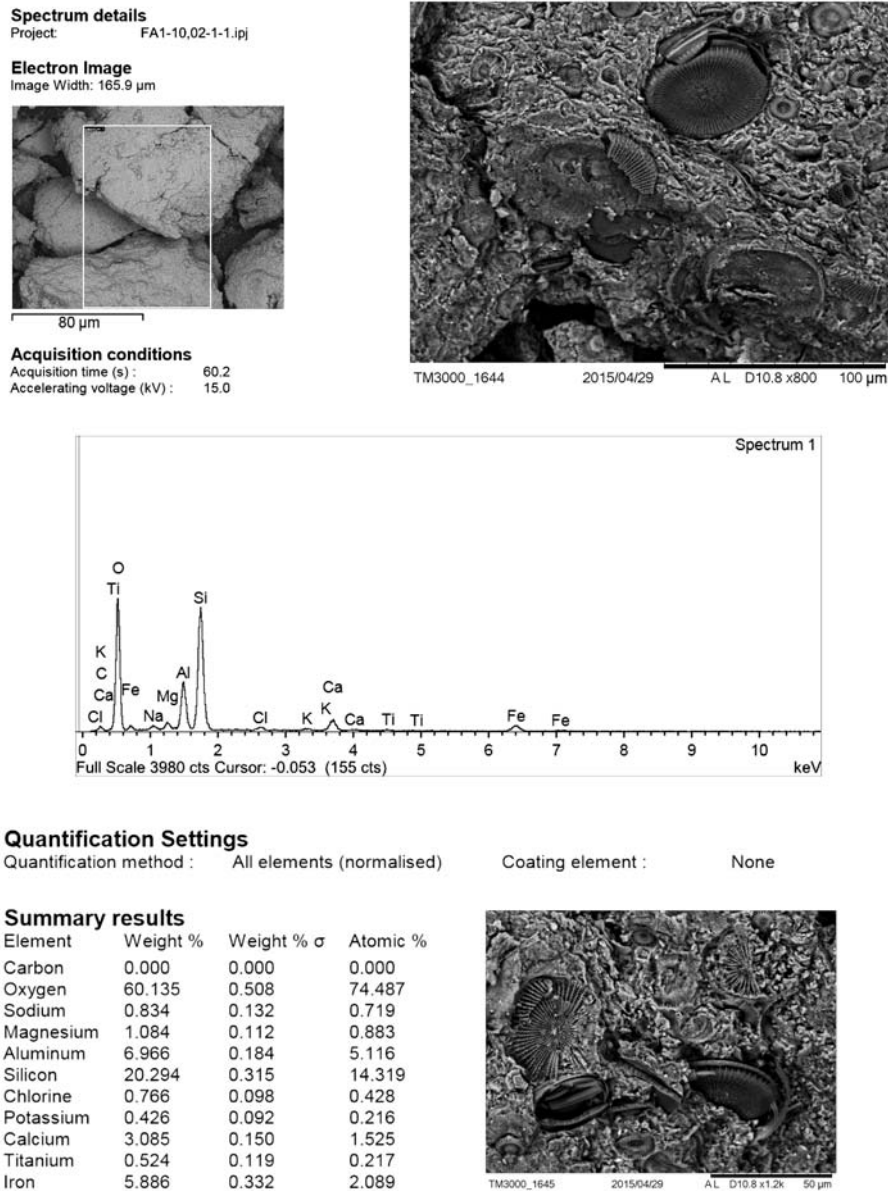 Spectrum details
Project: FA1-10,02-1-1.ipj
Electron Image
Image Width: 165.9 µm
80 µm
Acquisition conditions
Acquisition time (s) : 60.2
Accelerating voltage (kV) : 15.0
TM3000_1644 2015/04/29 A L D10.8 x800 100 µm
Spectrum 1
O
Ti
Si
K
C
Ca Fe Mg Al Ca
K
Cl Na Cl K Ca Ti Ti Fe Fe
0 1 2 3 4 5 6 7 8 9 10
Full Scale 3980 cts Cursor: -0.053 (155 cts) keV
Quantification Settings
Quantification method : All elements (normalised) Coating element : None
Summary results
Element Weight % Weight % σ Atomic %
Carbon 0.000 0.000 0.000
Oxygen 60.135 0.508 74.487
Sodium 0.834 0.132 0.719
Magnesium 1.084 0.112 0.883
Aluminum 6.966 0.184 5.116
Silicon 20.294 0.315 14.319
Chlorine 0.766 0.098 0.428
Potassium 0.426 0.092 0.216
Calcium 3.085 0.150 1.525
Titanium 0.524 0.119 0.217
Iron 5.886 0.332 2.089
TM3000_1645 2015/04/29 A L D10.8 x1.2k 50 µm